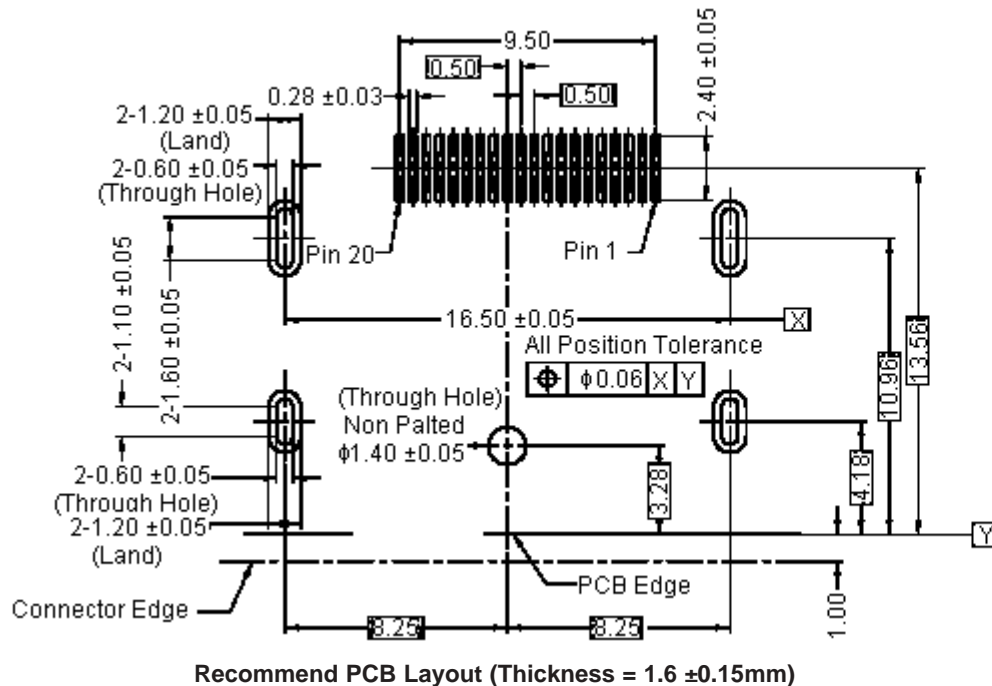 9.50
0.50
0.28 ±0.03
0.50
2.40 ±0.05
2-1.20 ±0.05
(Land)
2-0.60 ±0.05
(Through Hole)
Pin 20
Pin 1
2-1.10 ±0.05
2-1.60 ±0.05
16.50 ±0.05
X
All Position Tolerance
⌖ ϕ0.06 X Y
13.56
10.96
(Through Hole)
Non Palted
ϕ1.40 ±0.05
3.28
4.18
2-0.60 ±0.05
(Through Hole)
2-1.20 ±0.05
(Land)
Y
PCB Edge
Connector Edge
1.00
8.25
8.25
Recommend PCB Layout (Thickness = 1.6 ±0.15mm)